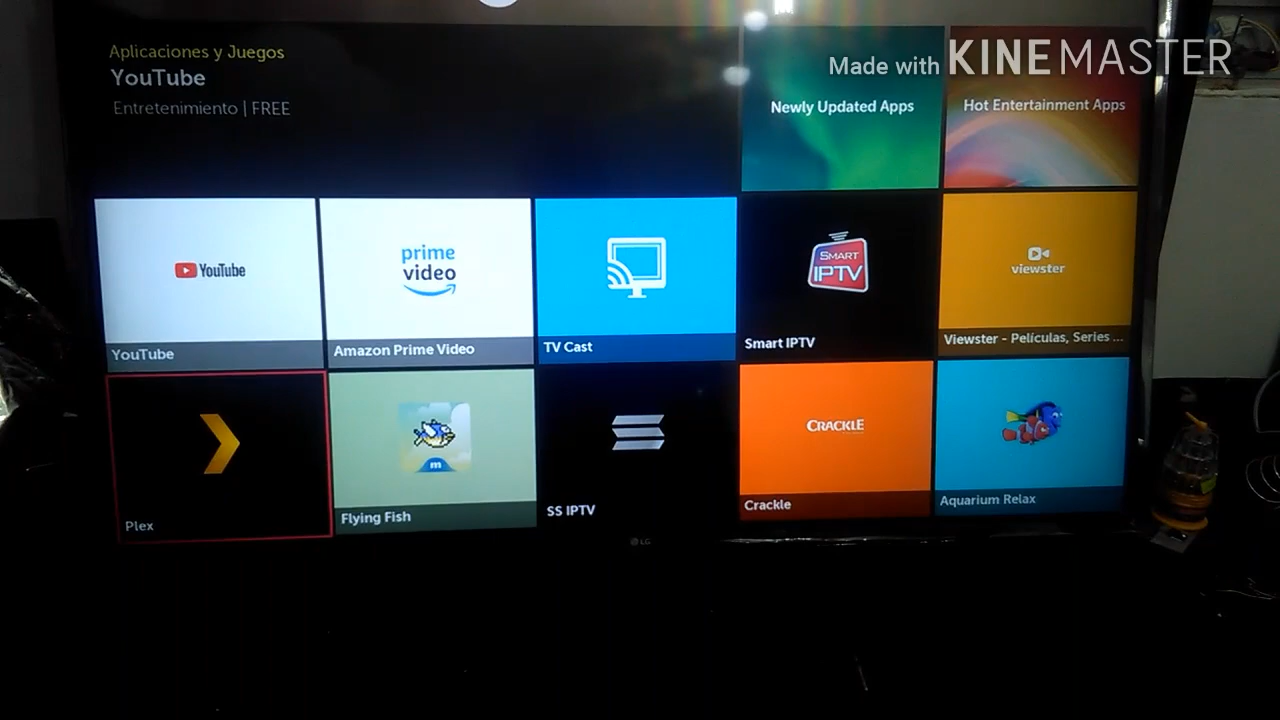 Aplicaciones y Juegos
YouTube
Entretenimiento | FREE
Made with KINEMASTER
Newly Updated Apps
Hot Entertainment Apps
YouTube
prime
video
SMART
IPTV
viewster
YouTube
Amazon Prime Video
TV Cast
Smart IPTV
Viewster - Películas, Series ...
m
CRACKLE
Plex
Flying Fish
SS IPTV
Crackle
Aquarium Relax
LG